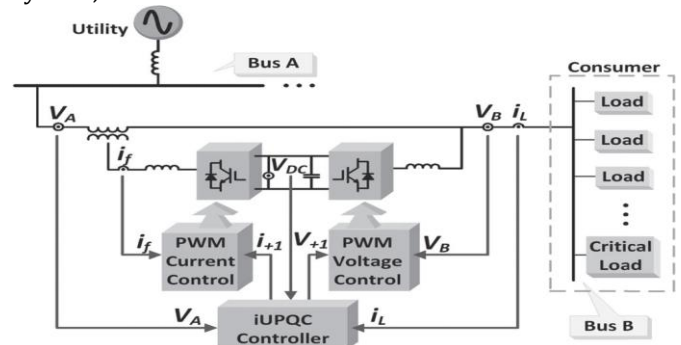 Utility
Bus A
Consumer
V_A
V_B
i_L
Load
Load
Load
Critical
Load
i_f
V_DC
i_f
PWM
Current
Control
i_+1
V_+1
PWM
Voltage
Control
V_B
V_A
iUPQC
Controller
i_L
Bus B